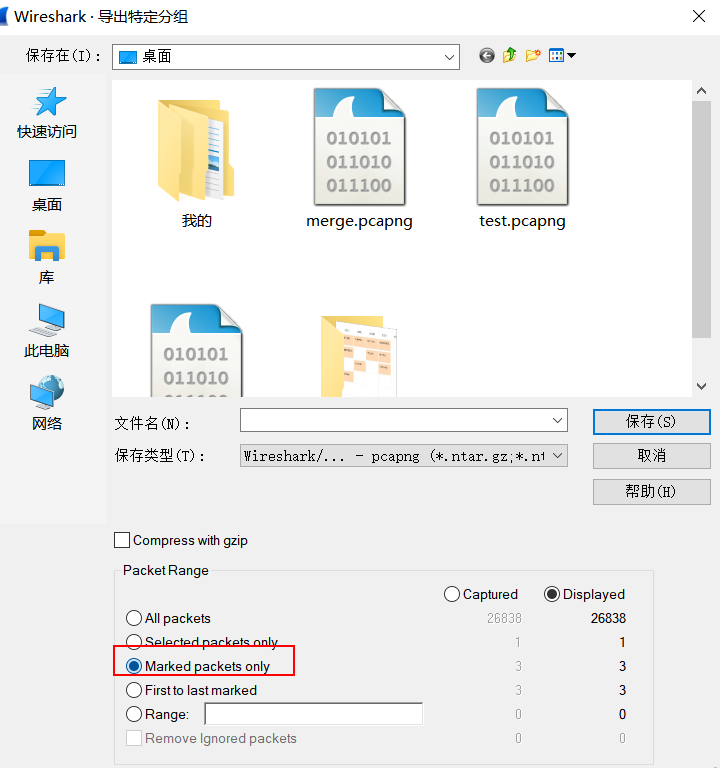 Wireshark · 导出特定分组
保存在(I)：
桌面
快速访问
桌面
库
此电脑
网络
010101
011010
011100
010101
011010
011100
我的
merge.pcapng
test.pcapng
010101
011010
文件名(N)：
保存(S)
保存类型(T)：
Wireshark/... - pcapng (*.ntar.gz;*.nt
取消
帮助(H)
Compress with gzip
Packet Range
Captured Displayed
All packets 26838 26838
Selected packets only 1 1
Marked packets only 3 3
First to last marked 3 3
Range: 0 0
Remove Ignored packets 0 0